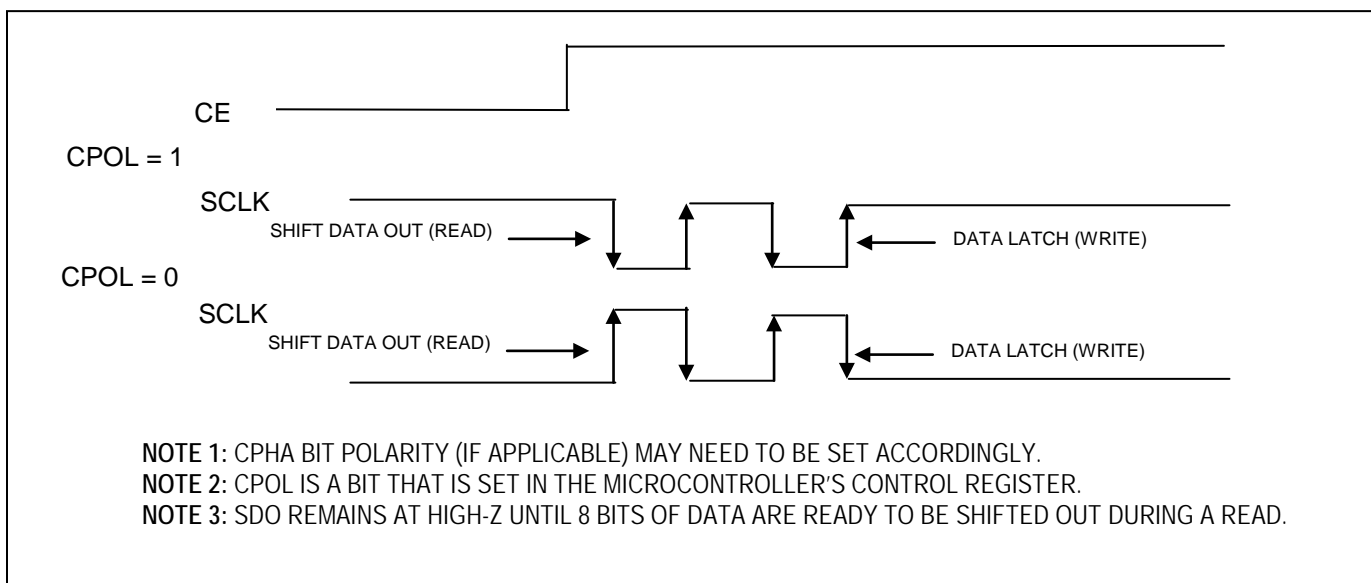 CE
CPOL = 1
SCLK
SHIFT DATA OUT (READ)
DATA LATCH (WRITE)
CPOL = 0
SCLK
SHIFT DATA OUT (READ)
DATA LATCH (WRITE)
NOTE 1: CPHA BIT POLARITY (IF APPLICABLE) MAY NEED TO BE SET ACCORDINGLY.
NOTE 2: CPOL IS A BIT THAT IS SET IN THE MICROCONTROLLER'S CONTROL REGISTER.
NOTE 3: SDO REMAINS AT HIGH-Z UNTIL 8 BITS OF DATA ARE READY TO BE SHIFTED OUT DURING A READ.